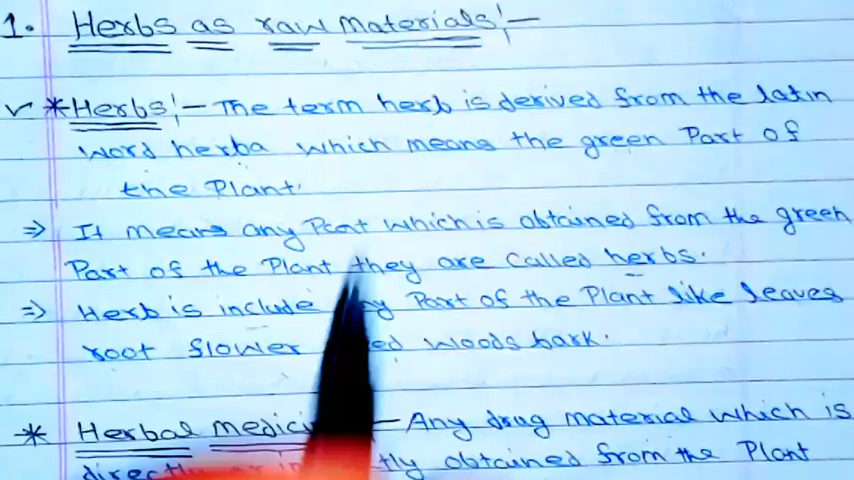 1. Herbs as raw materials:-
✓ * Herbs:- The term herb is derived from the latin
word herba which means the green Part of
the Plant.
⇒ It means any Part which is obtained from the green
Part of the Plant they are called herbs.
⇒ Herb is include Part of the Plant like leaves
root flower woods bark.
* Herbal - Any drug material which is
obtained from the Plant